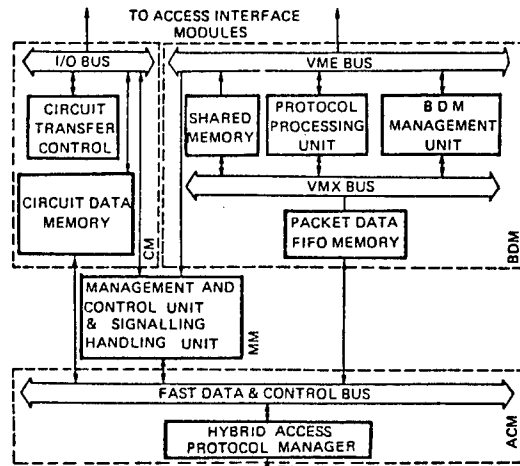 TO ACCESS INTERFACE
MODULES
I/O BUS
VME BUS
CIRCUIT
TRANSFER
CONTROL
SHARED
MEMORY
PROTOCOL
PROCESSING
UNIT
BDM
MANAGEMENT
UNIT
VMX BUS
CIRCUIT DATA
MEMORY
PACKET DATA
FIFO MEMORY
CM
BDM
MANAGEMENT AND
CONTROL UNIT
& SIGNALLING
HANDLING UNIT
MM
FAST DATA & CONTROL BUS
HYBRID ACCESS
PROTOCOL MANAGER
ACM